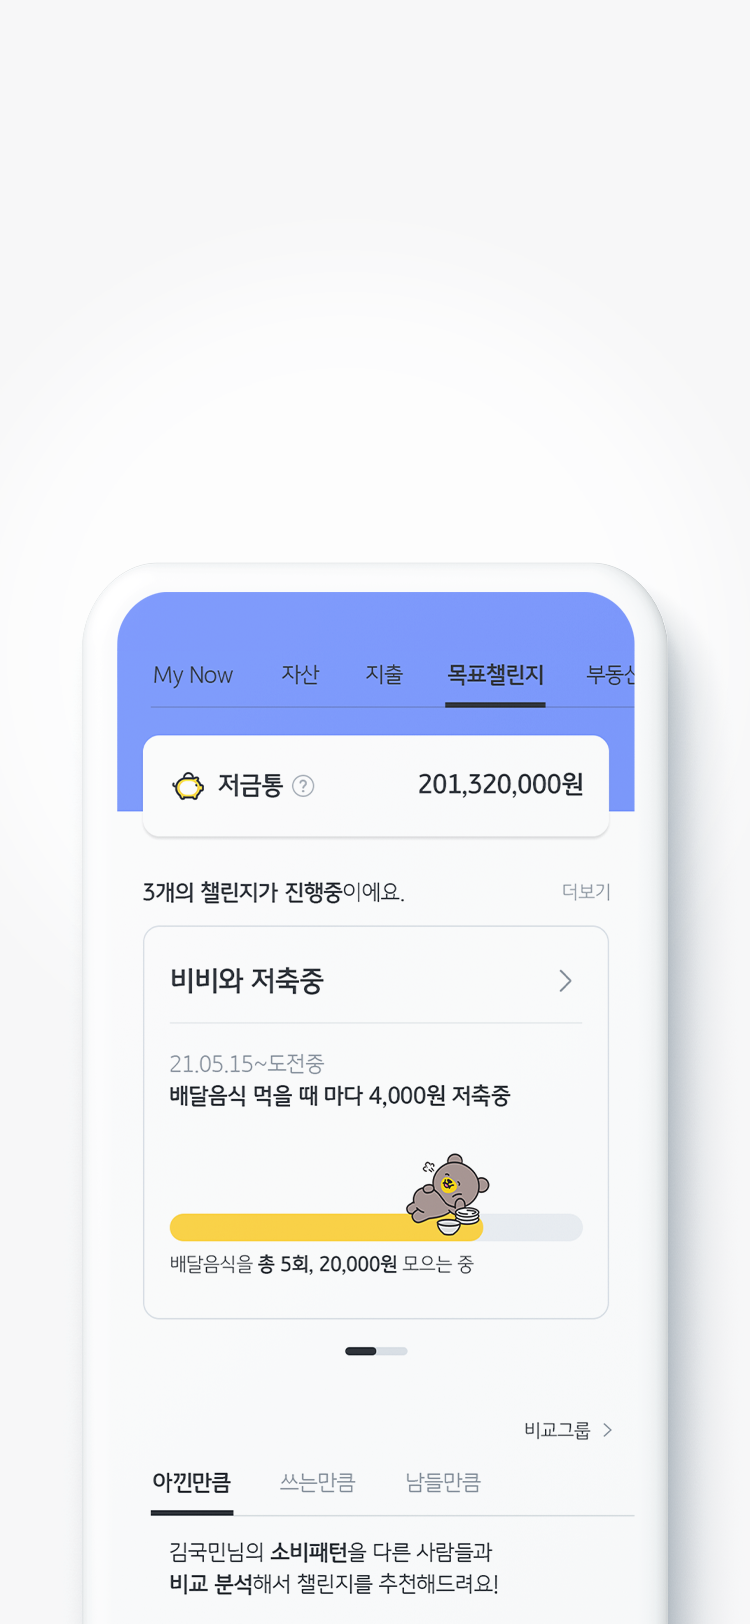 My Now 자산 지출 목표챌린지 부동산
저금통 ? 201,320,000원
3개의 챌린지가 진행중이에요. 더보기
비비와 저축중
21.05.15~도전중
배달음식 먹을 때 마다 4,000원 저축중
배달음식을 총 5회, 20,000원 모으는 중
비교그룹
아낀만큼 쓰는만큼 남들만큼
김국민님의 소비패턴을 다른 사람들과
비교 분석해서 챌린지를 추천해드려요!